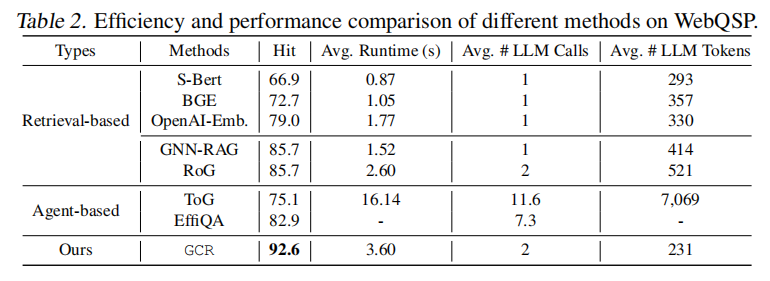 Table 2. Efficiency and performance comparison of different methods on WebQSP.
Types Methods Hit Avg. Runtime (s) Avg. # LLM Calls Avg. # LLM Tokens
S-Bert 66.9 0.87 1 293
BGE 72.7 1.05 1 357
Retrieval-based OpenAI-Emb. 79.0 1.77 1 330
GNN-RAG 85.7 1.52 1 414
RoG 85.7 2.60 2 521
Agent-based ToG 75.1 16.14 11.6 7,069
EffiQA 82.9 - 7.3 -
Ours GCR 92.6 3.60 2 231